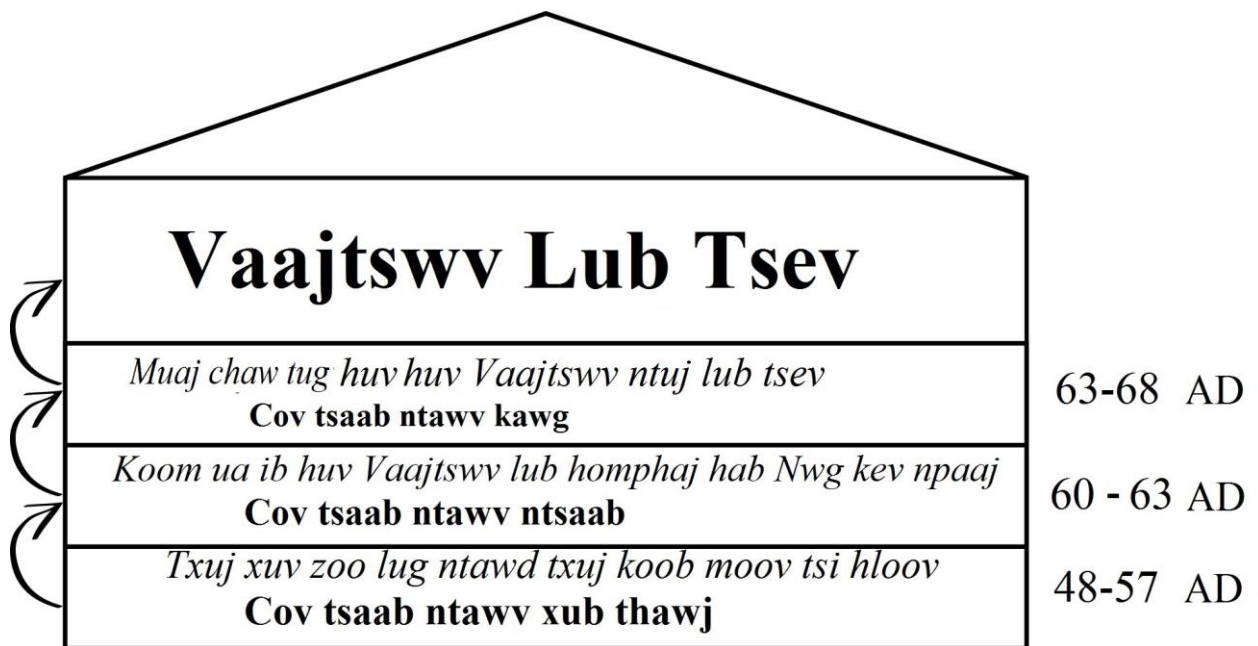 Vaajtswv Lub Tsev
Muaj chaw tug huv huv Vaajtswv ntuj lub tsev
Cov tsaab ntawv kawg
63-68 AD
Koom ua ib huv Vaajtswv lub homphaj hab Nwg kev npaaj
Cov tsaab ntawv ntsaab
60 - 63 AD
Txuj xuv zoo lug ntawd txuj koob moov tsi hloov
Cov tsaab ntawv xub thawj
48-57 AD